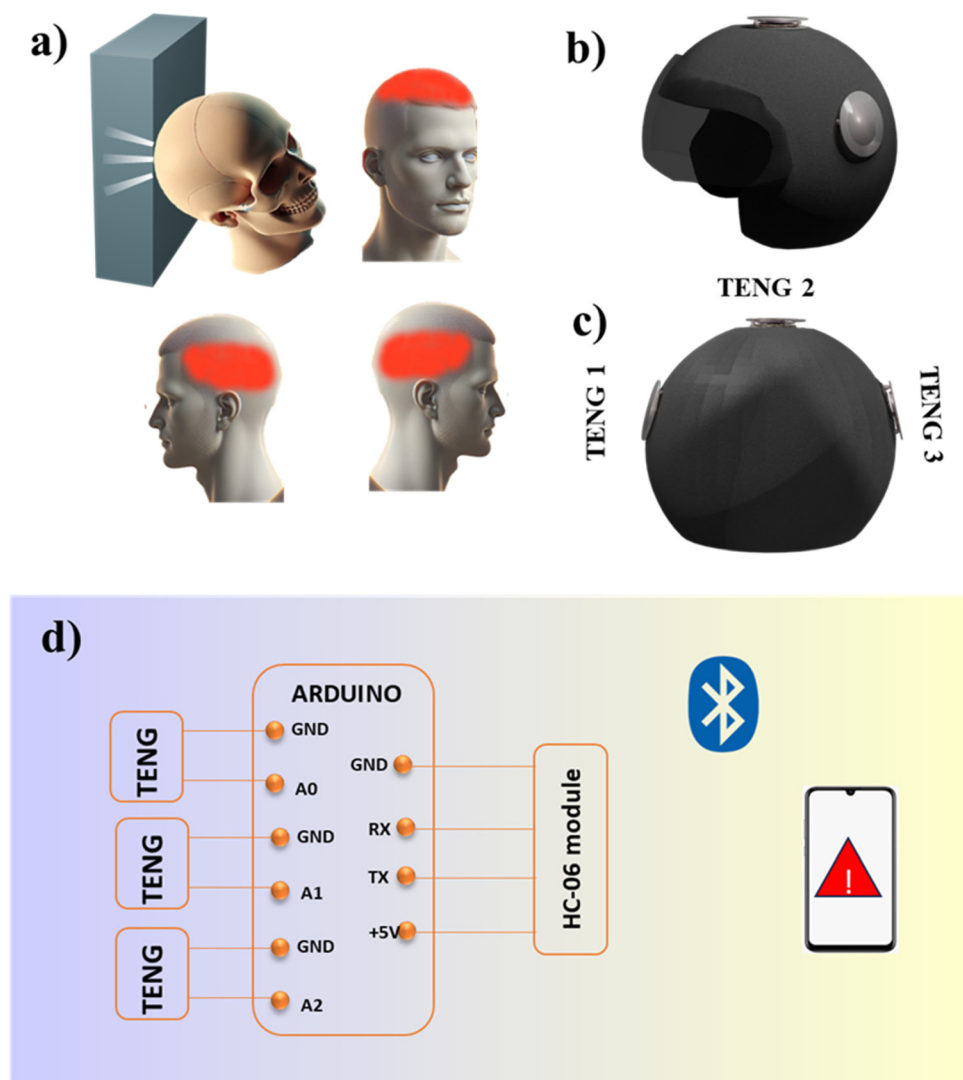 a)
b)
TENG 2
c)
TENG 1
TENG 3
d)
ARDUINO
TENG
GND
A0
TENG
GND
A1
TENG
GND
A2
GND
RX
TX
+5V
HC-06 module
!